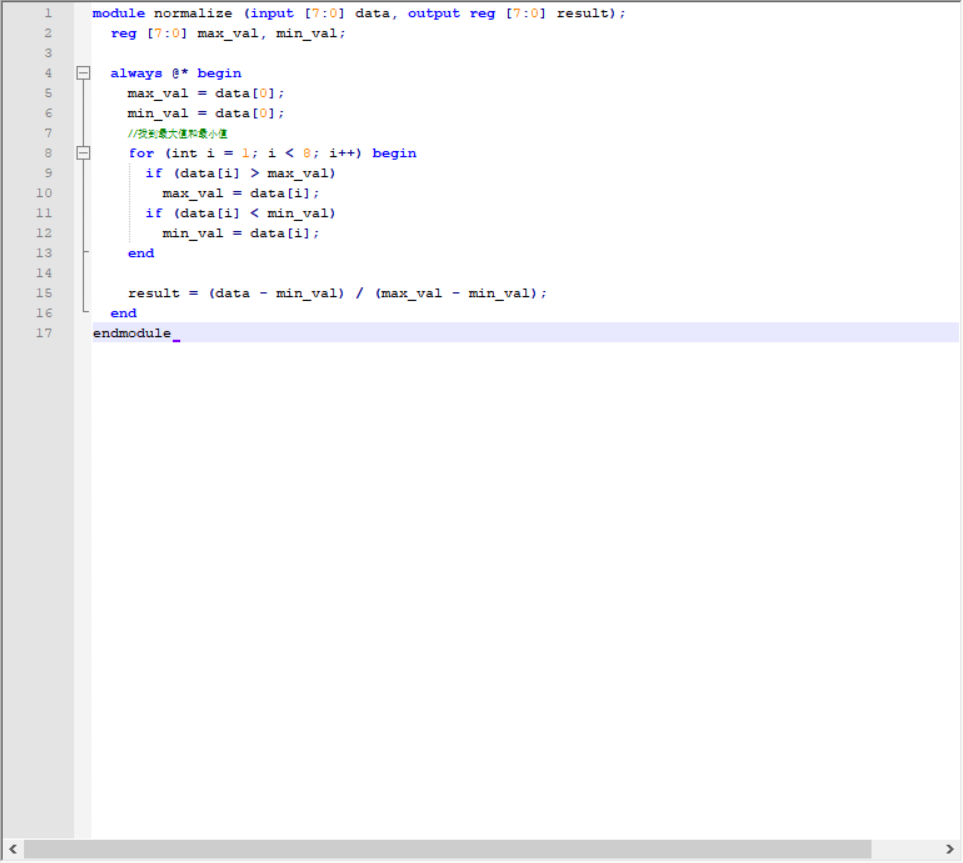 1 module normalize (input [7:0] data, output reg [7:0] result);
2 reg [7:0] max_val, min_val;
3
4 always @* begin
5 max_val = data[0];
6 min_val = data[0];
7 //找到最大值和最小值
8 for (int i = 1; i < 8; i++) begin
9 if (data[i] > max_val)
10 max_val = data[i];
11 if (data[i] < min_val)
12 min_val = data[i];
13 end
14
15 result = (data - min_val) / (max_val - min_val);
16 end
17 endmodule